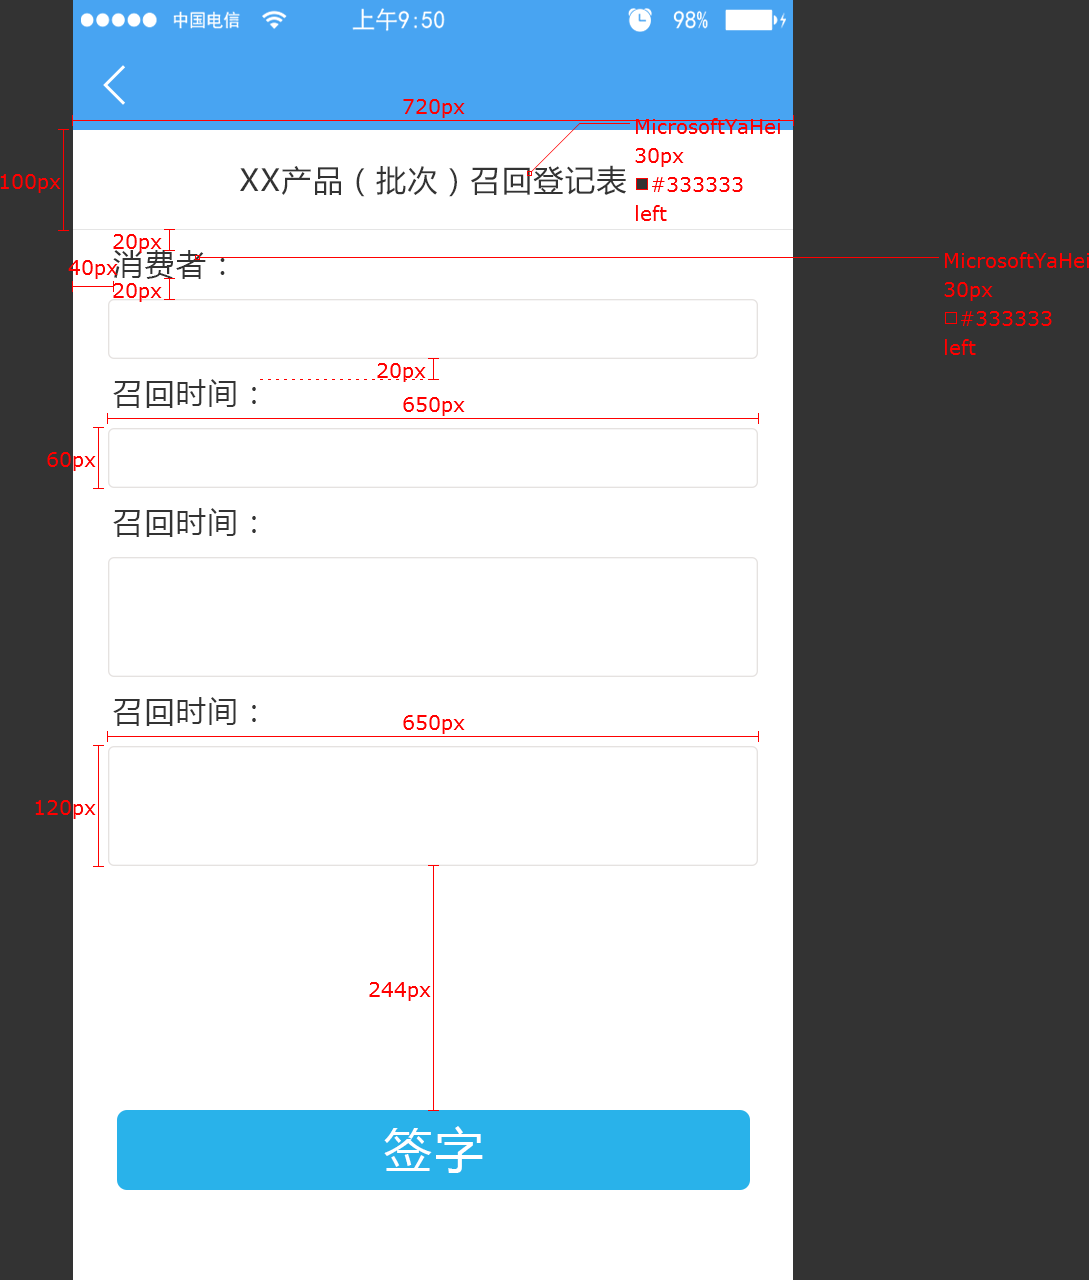 中国电信 上午9:50 98%
720px
MicrosoftYaHei
30px
#333333
left
100px
XX产品（批次）召回登记表
20px
消费者：
40px
20px
MicrosoftYaHei
30px
#333333
left
20px
召回时间：
650px
60px
召回时间：
召回时间：
650px
120px
244px
签字